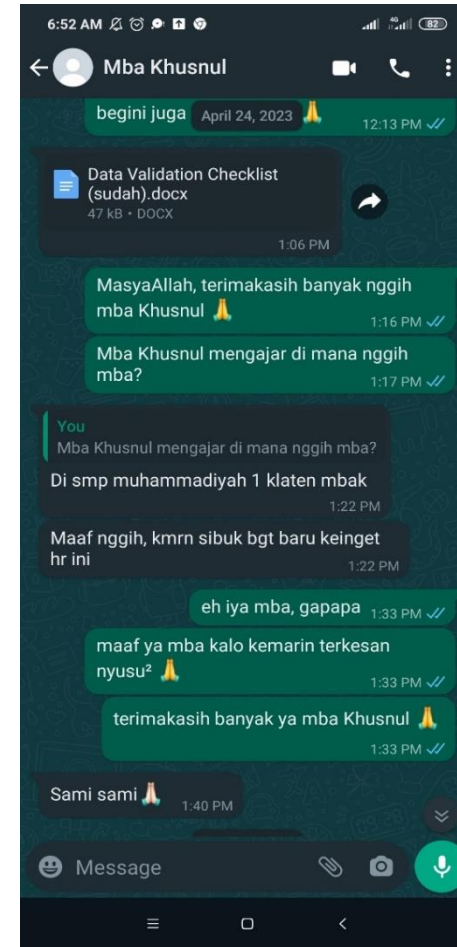 6:52 AM
4G
82
Mba Khusnul
begini juga
April 24, 2023
🙏
12:13 PM
Data Validation Checklist
(sudah).docx
47 kB • DOCX
1:06 PM
MasyaAllah, terimakasih banyak nggih
mba Khusnul 🙏
1:16 PM
Mba Khusnul mengajar di mana nggih
mba?
1:17 PM
You
Mba Khusnul mengajar di mana nggih mba?
Di smp muhammadiyah 1 klaten mbak
1:22 PM
Maaf nggih, kmrn sibuk bgt baru keinget
hr ini
1:22 PM
eh iya mba, gapapa
1:33 PM
maaf ya mba kalo kemarin terkesan
nyusu² 🙏
1:33 PM
terimakasih banyak ya mba Khusnul 🙏
1:33 PM
Sami sami 🙏🏻
1:40 PM
Message